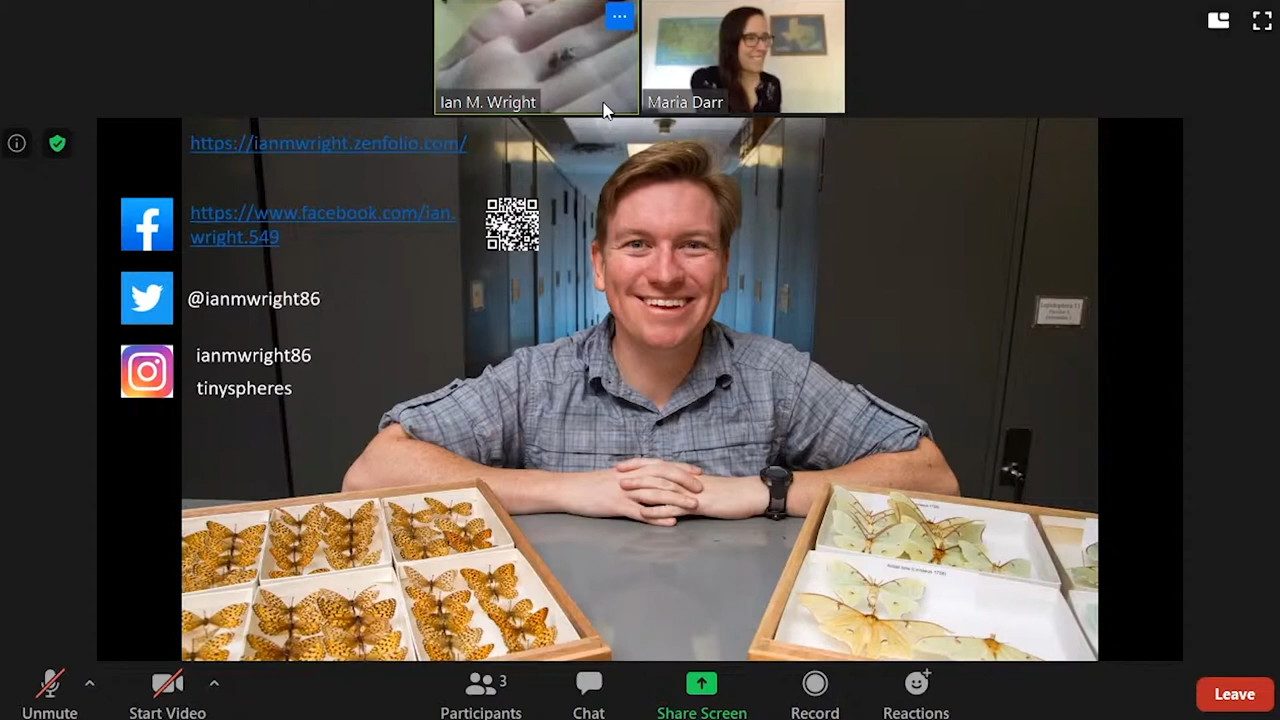 Ian M. Wright
Maria Darr
https://ianmwright.zenfolio.com/
https://www.facebook.com/ian.
wright.549
@ianmwright86
ianmwright86
tinyspheres
Unmute
Start Video
3
Participants
Chat
Share Screen
Record
Reactions
Leave